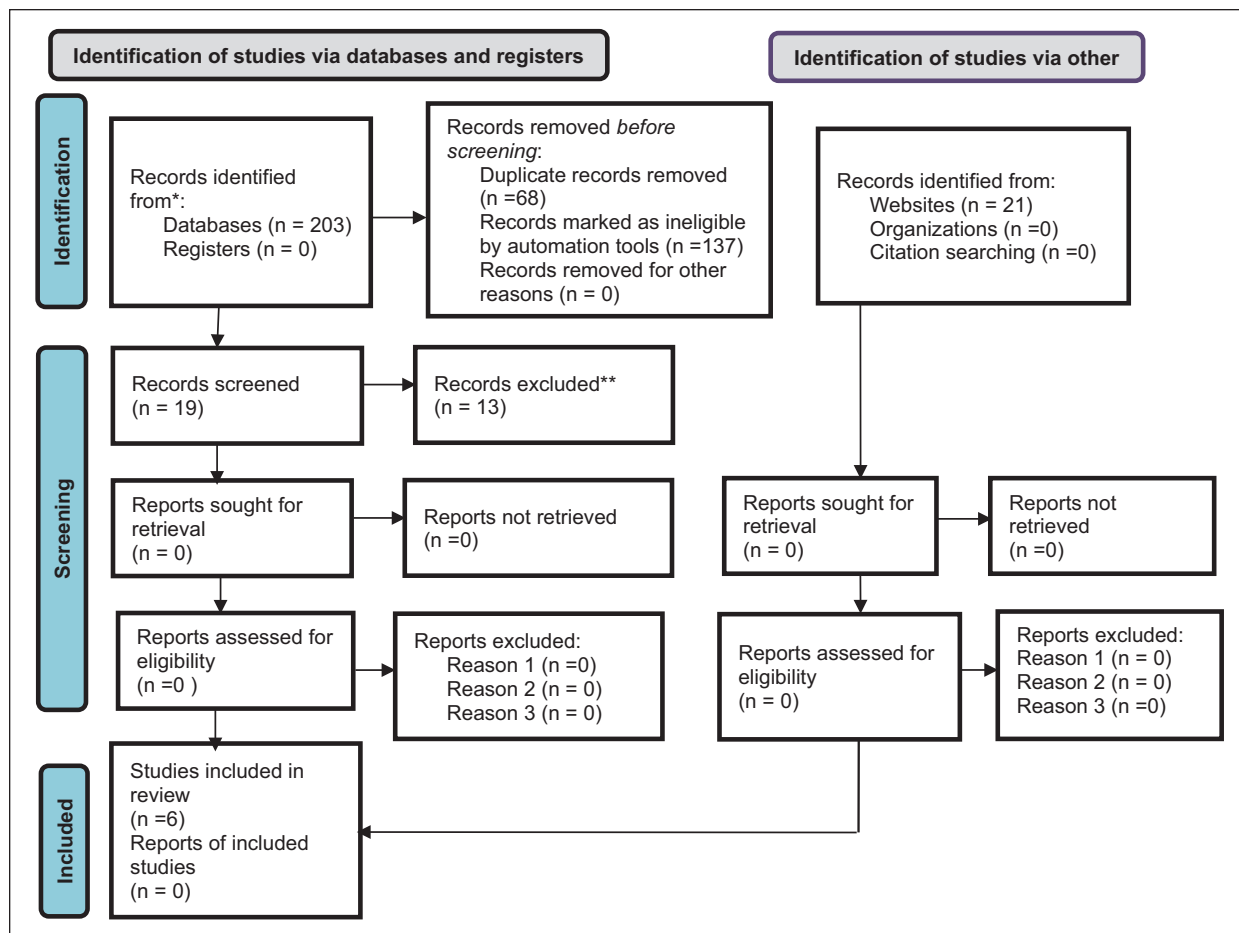 Identification of studies via databases and registers
Identification of studies via other
Identification
Records identified
from*:
Databases (n = 203)
Registers (n = 0)
Records removed before
screening:
Duplicate records removed
(n =68)
Records marked as ineligible
by automation tools (n =137)
Records removed for other
reasons (n = 0)
Records identified from:
Websites (n = 21)
Organizations (n =0)
Citation searching (n =0)
Screening
Records screened
(n = 19)
Records excluded**
(n = 13)
Reports sought for
retrieval
(n = 0)
Reports not retrieved
(n =0)
Reports sought for
retrieval
(n = 0)
Reports not
retrieved
(n =0)
Reports assessed for
eligibility
(n =0 )
Reports excluded:
Reason 1 (n =0)
Reason 2 (n = 0)
Reason 3 (n = 0)
Reports assessed for
eligibility
(n = 0)
Reports excluded:
Reason 1 (n = 0)
Reason 2 (n = 0)
Reason 3 (n =0)
Included
Studies included in
review
(n =6)
Reports of included
studies
(n = 0)